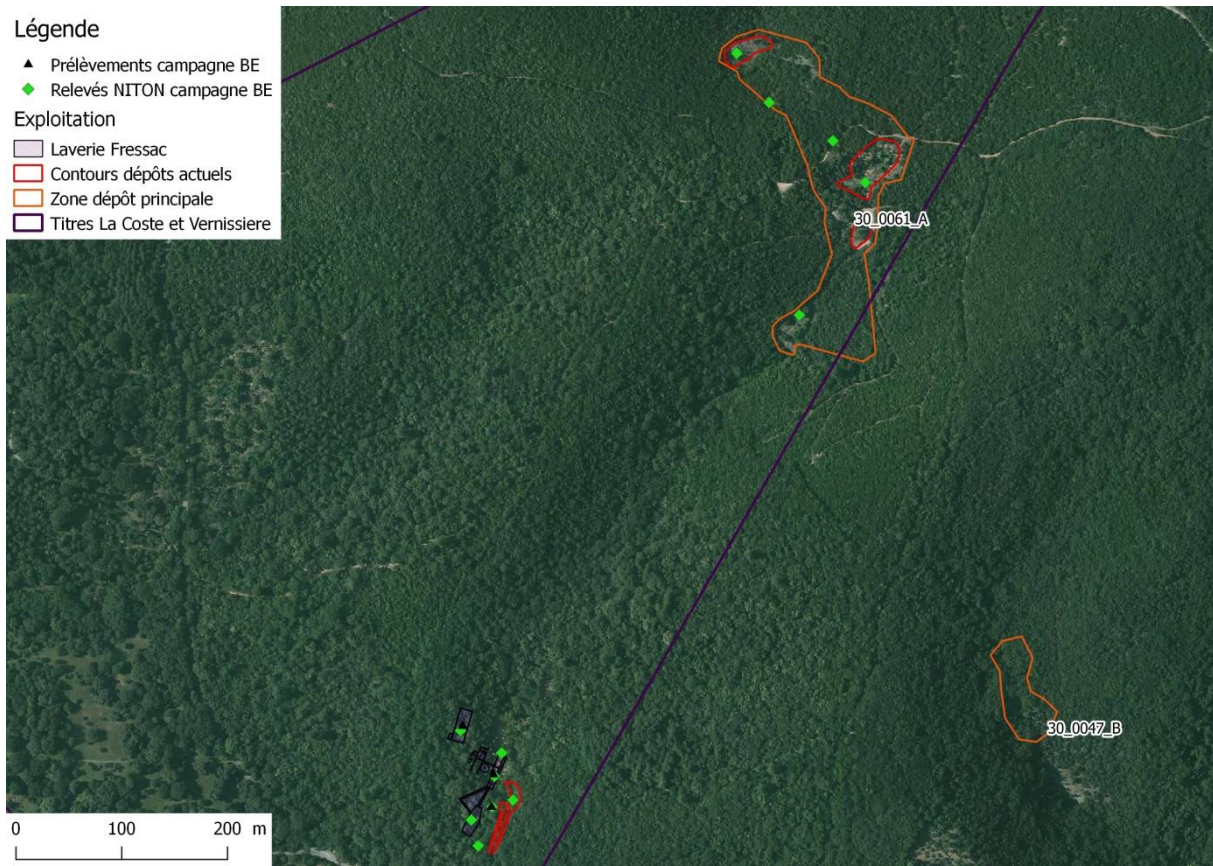 Légende
Prélèvements campagne BE
Relevés NITON campagne BE
Exploitation
Laverie Fressac
Contours dépôts actuels
Zone dépôt principale
Titres La Coste et Vernissiere
30_0061_A
30_0047_B
0 100 200 m